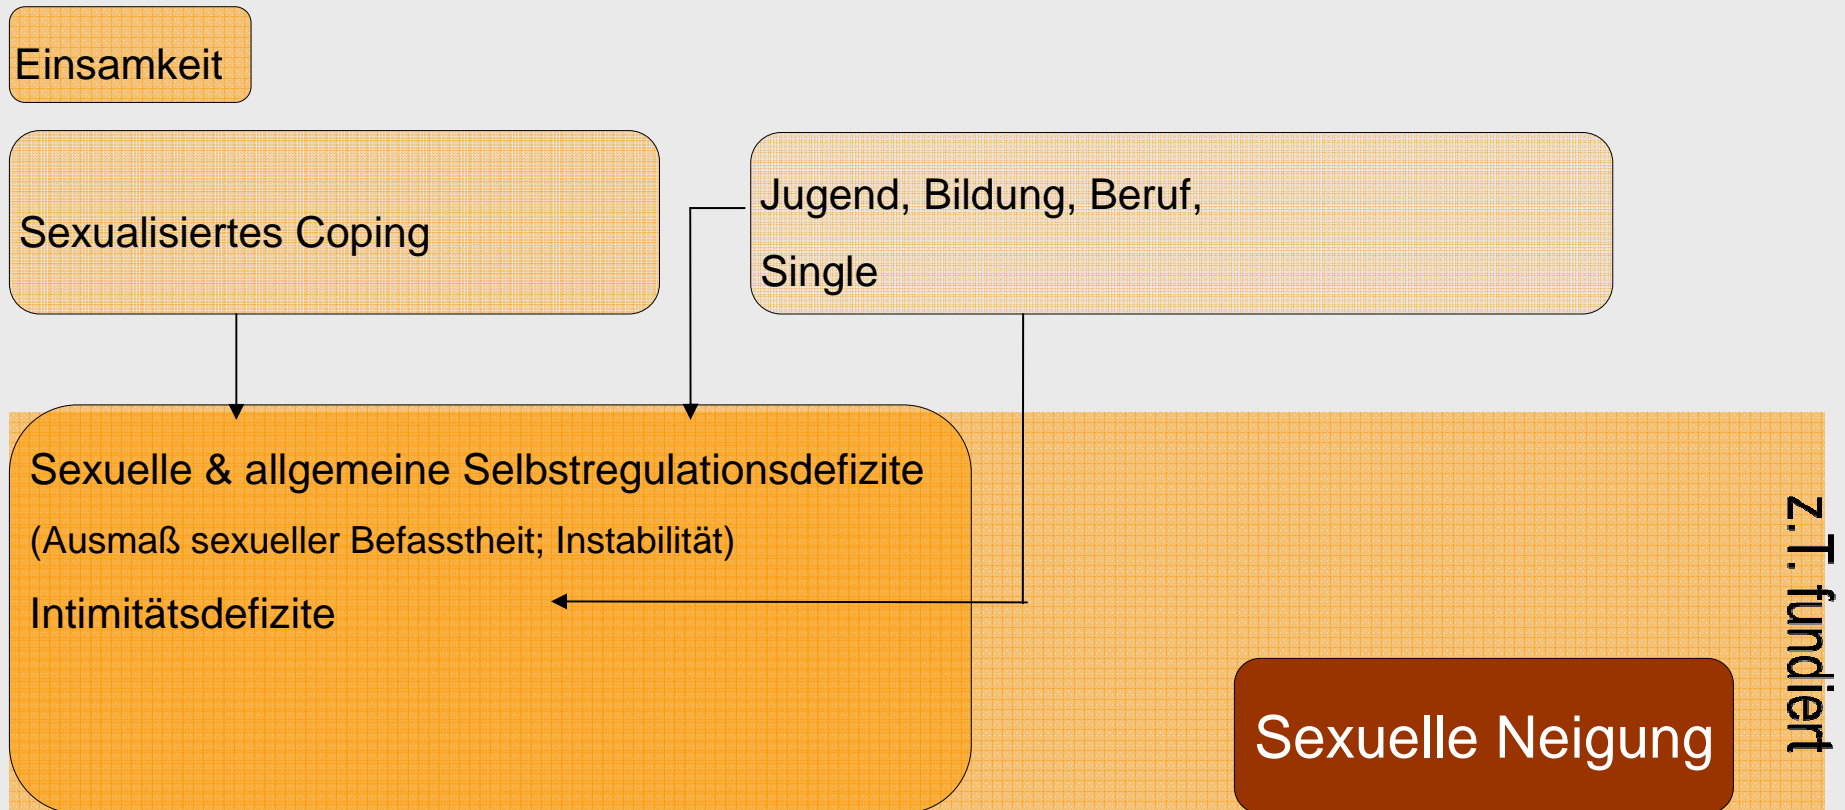 Einsamkeit
Sexualisiertes Coping
Jugend, Bildung, Beruf,
Single
Sexuelle & allgemeine Selbstregulationsdefizite
(Ausmaß sexueller Befasstheit; Instabilität)
Intimitätsdefizite
Sexuelle Neigung
z.T. fundiert